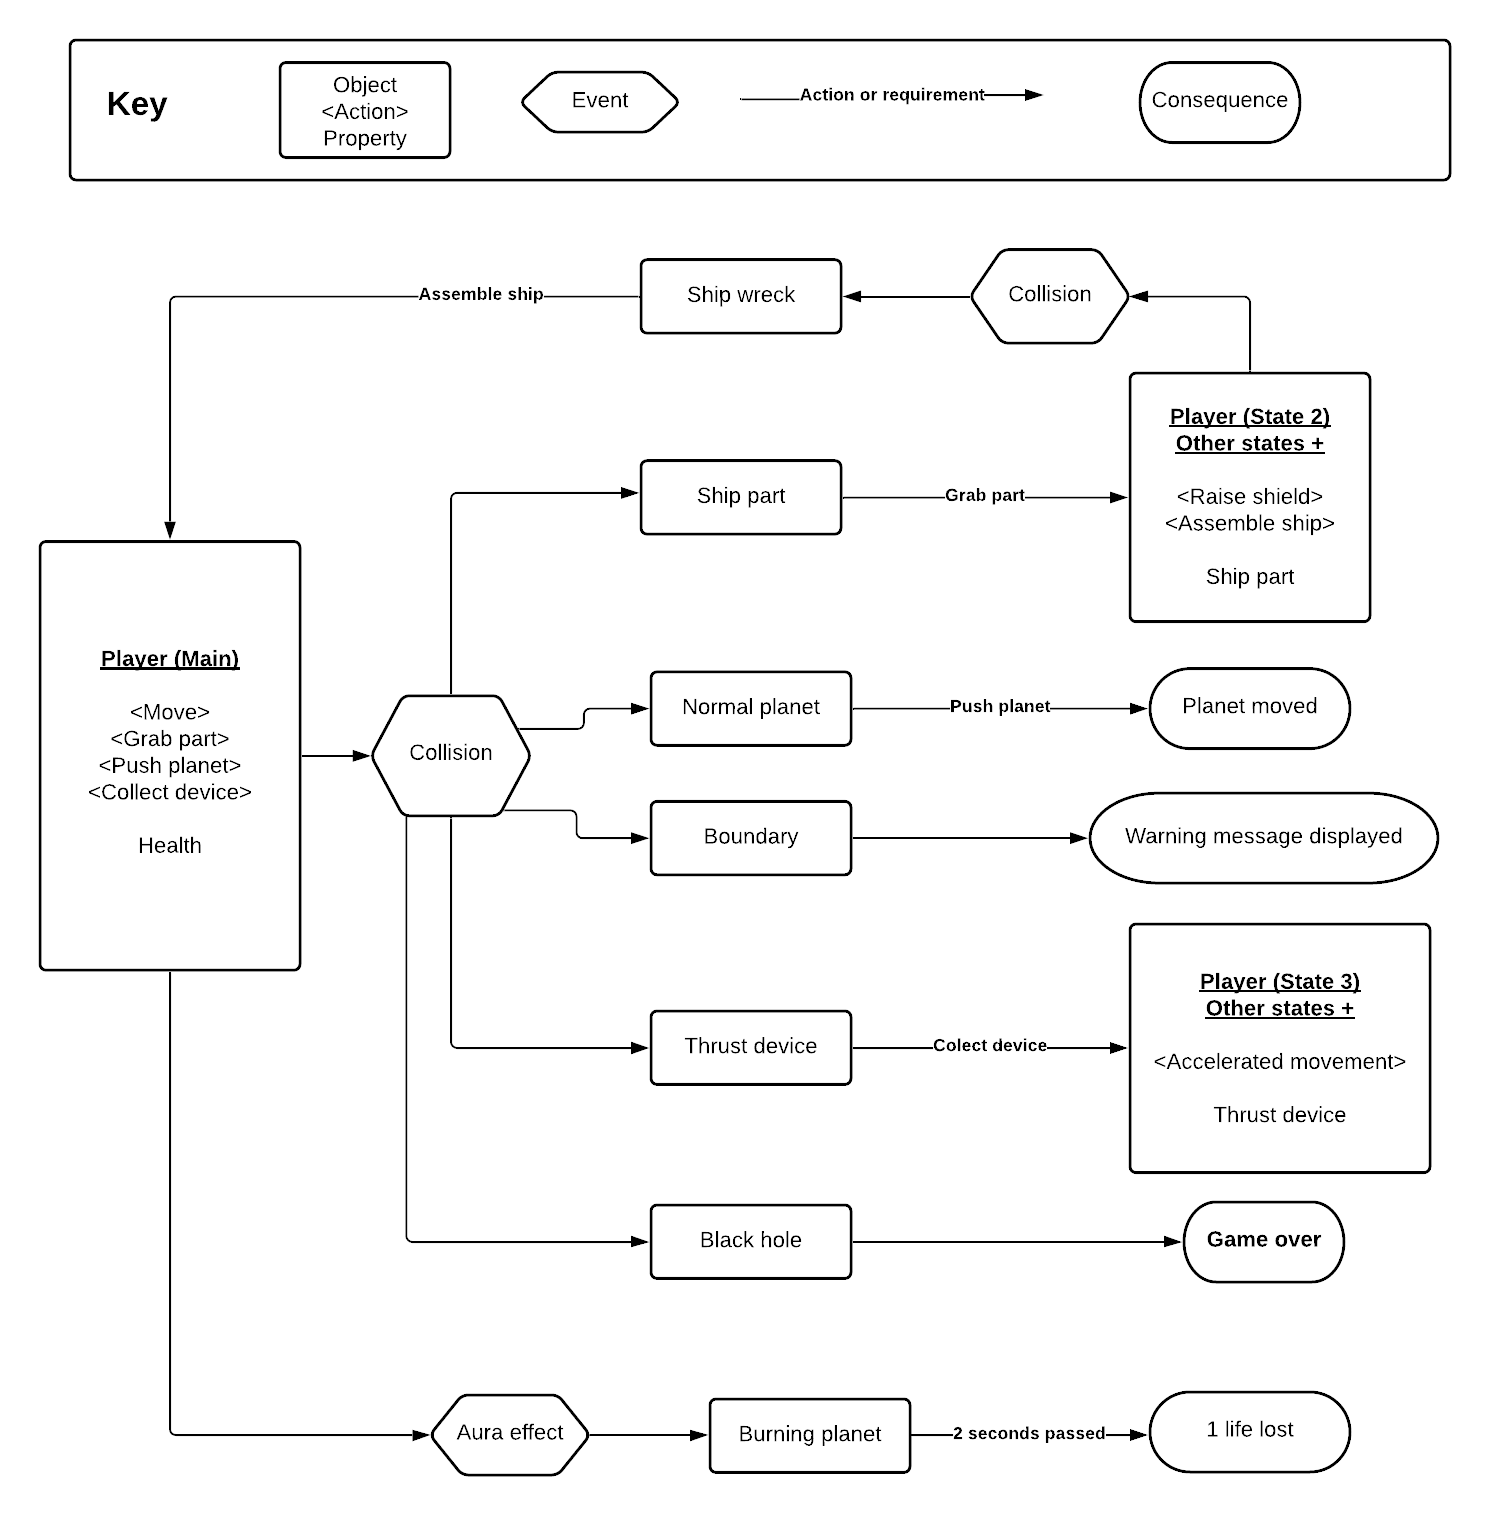 Key
Object
<Action>
Property
Event
Action or requirement
Consequence
Assemble ship
Ship wreck
Collision
Player (State 2)
Other states +
<Raise shield>
<Assemble ship>
Ship part
Ship part
Grab part
Player (Main)
<Move>
<Grab part>
<Push planet>
<Collect device>
Health
Collision
Normal planet
Push planet
Planet moved
Boundary
Warning message displayed
Thrust device
Colect device
Player (State 3)
Other states +
<Accelerated movement>
Thrust device
Black hole
Game over
Aura effect
Burning planet
2 seconds passed
1 life lost